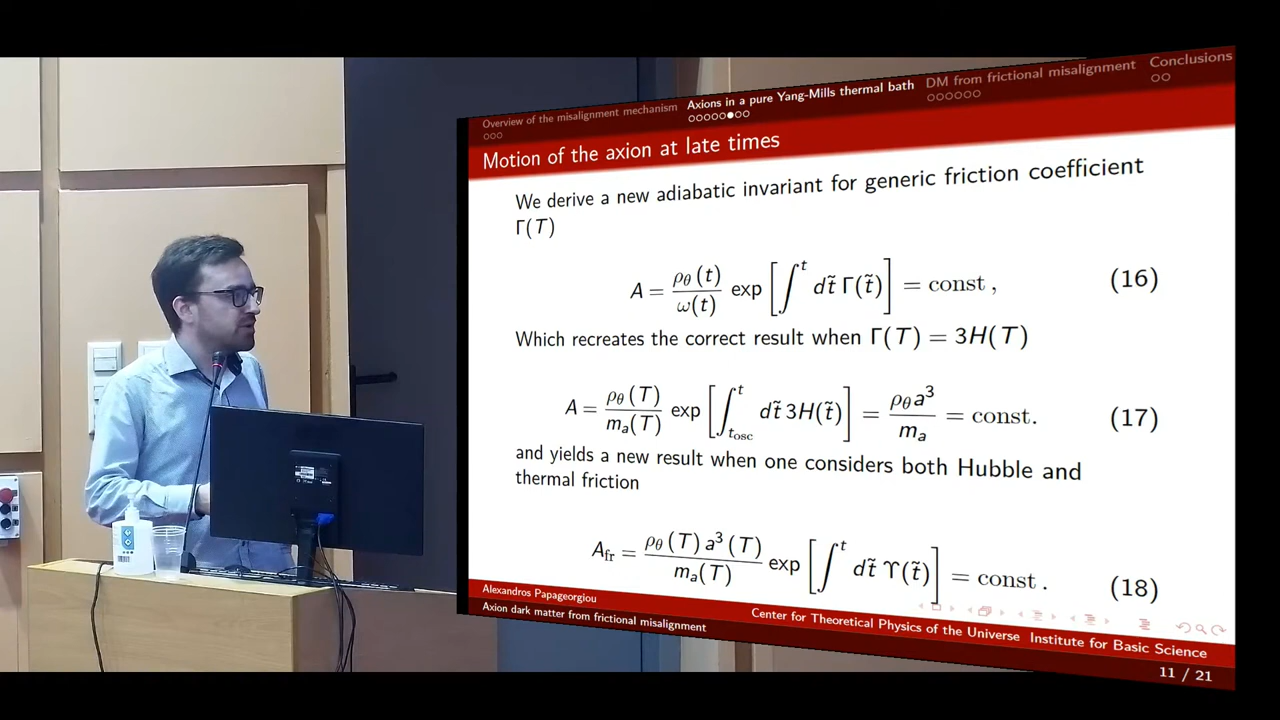 Overview of the misalignment mechanism Axions in a pure Yang-Mills thermal bath DM from frictional misalignment Conclusions
Motion of the axion at late times
We derive a new adiabatic invariant for generic friction coefficient
Γ(T)
A = ρθ(t)/ω(t) exp[∫^t dt̃ Γ(t̃)] = const , (16)
Which recreates the correct result when Γ(T) = 3H(T)
A = ρθ(T)/mₐ(T) exp[∫_{tosc}^t dt̃ 3H(t̃)] = ρθ a³/mₐ = const. (17)
and yields a new result when one considers both Hubble and
thermal friction
A_fr = ρθ(T) a³(T)/mₐ(T) exp[∫^t dt̃ ϒ(t̃)] = const . (18)
Alexandros Papageorgiou Center for Theoretical Physics of the Universe Institute for Basic Science
Axion dark matter from frictional misalignment 11 / 21